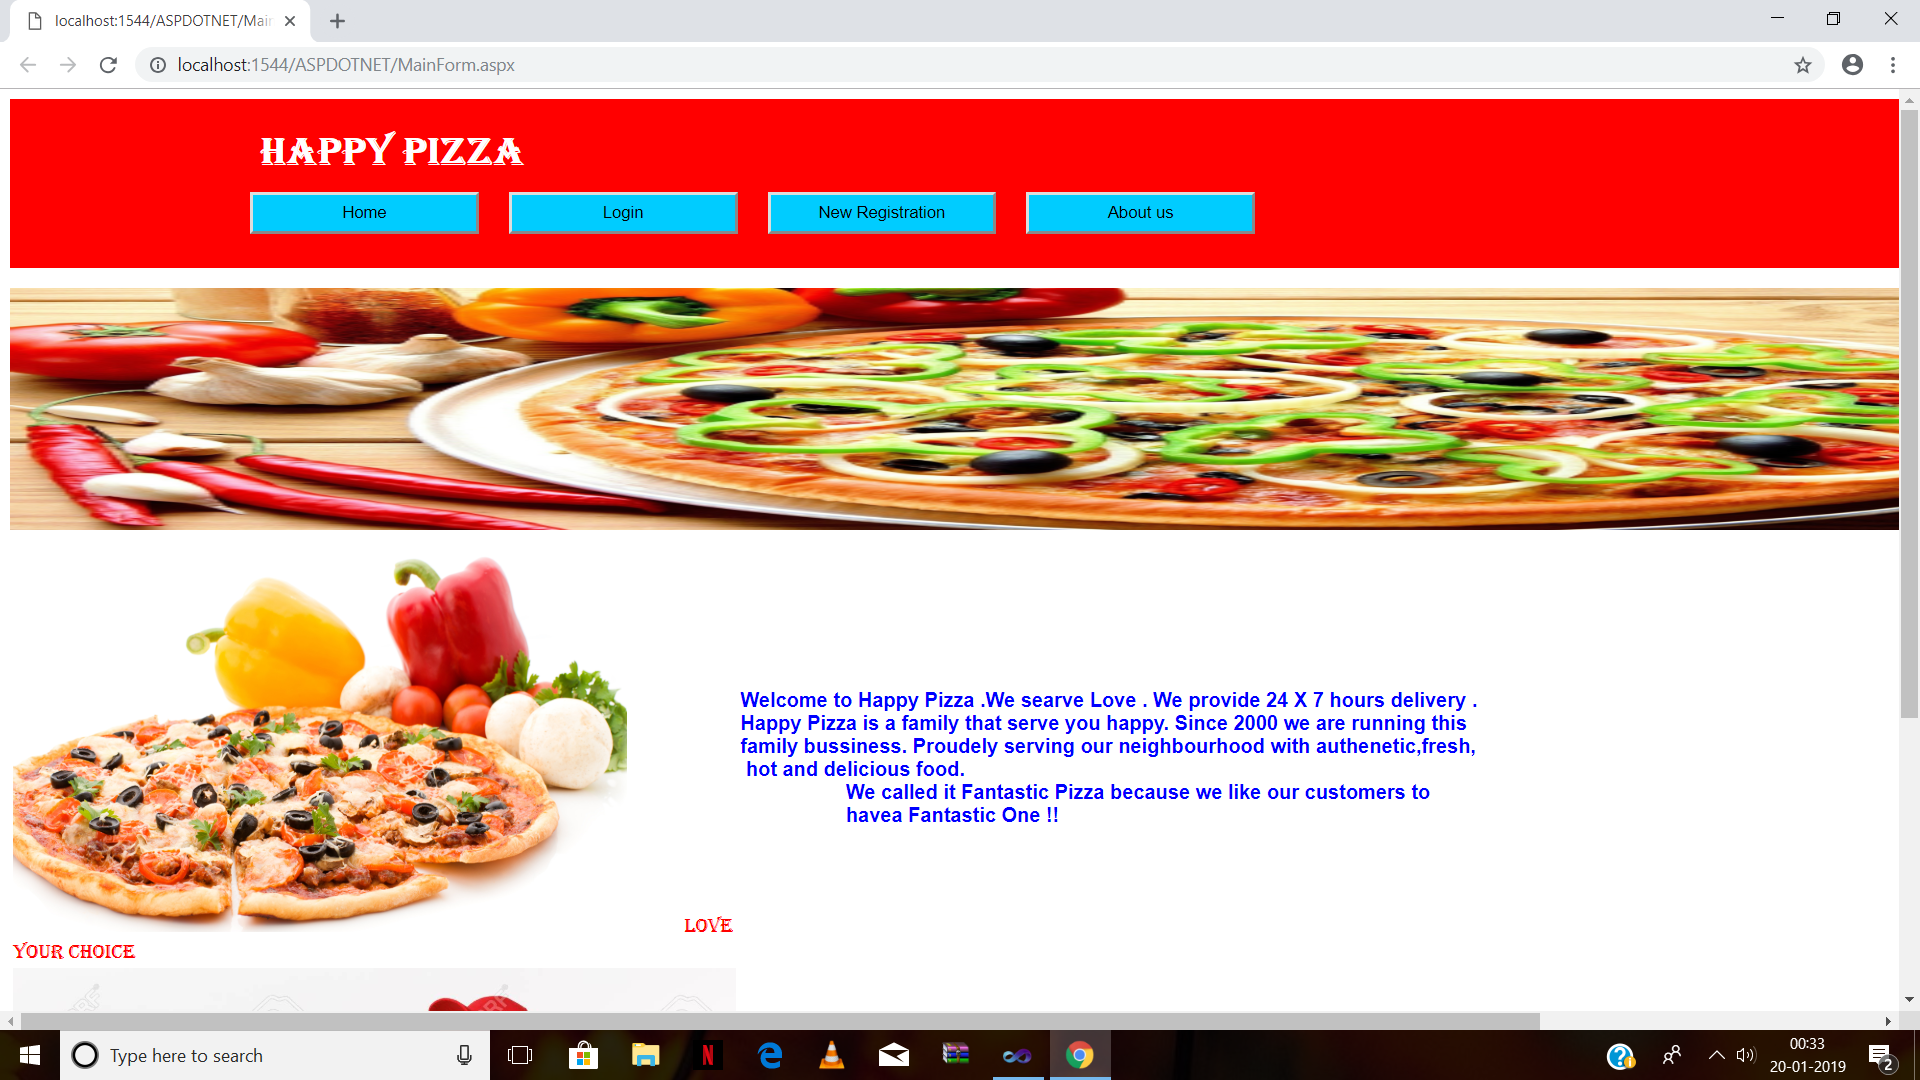 localhost:1544/ASPDOTNET/Main
localhost:1544/ASPDOTNET/MainForm.aspx
HAPPY PIZZA
Home
Login
New Registration
About us
Welcome to Happy Pizza .We searve Love . We provide 24 X 7 hours delivery .
Happy Pizza is a family that serve you happy. Since 2000 we are running this
family bussiness. Proudely serving our neighbourhood with authenetic,fresh,
hot and delicious food.
We called it Fantastic Pizza because we like our customers to
havea Fantastic One !!
LOVE
YOUR CHOICE
Type here to search
N
00:33
20-01-2019
2